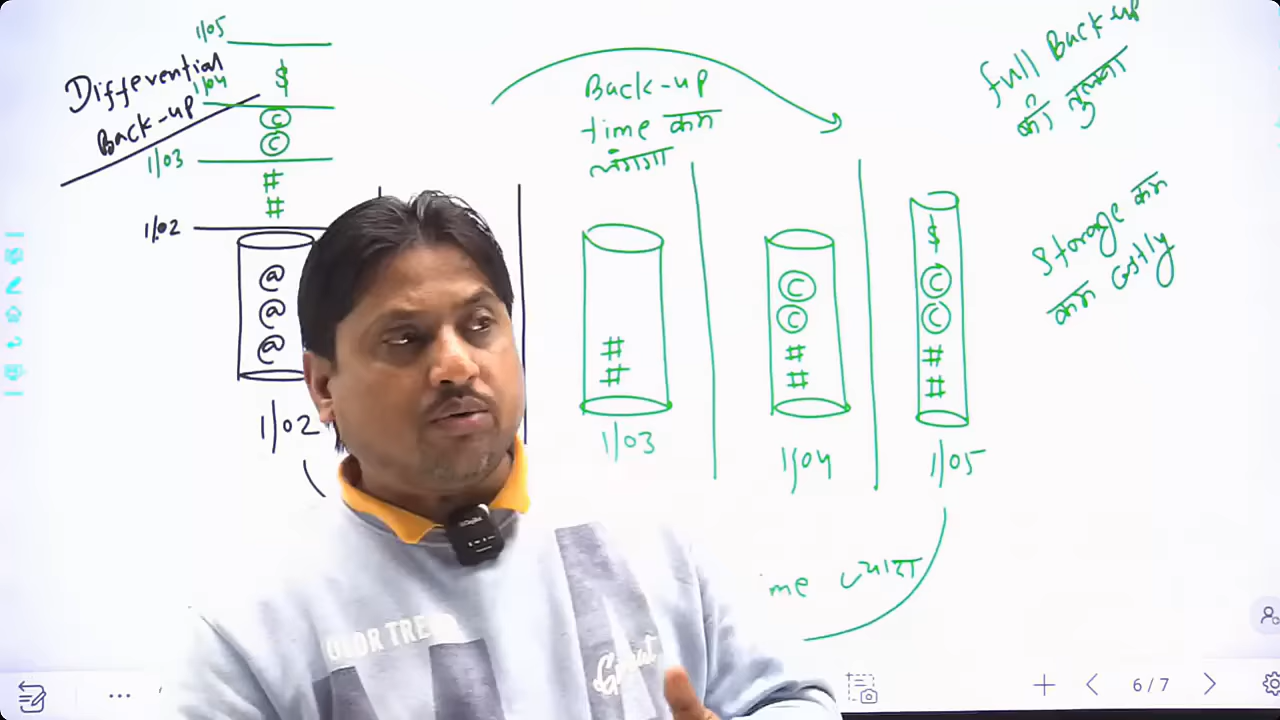 Differential
Back-up
1/05
$
1/04
©
©
1/03
#
#
1/02
@
@
@
1/02
Back-up
time कम
लगेगा
#
#
1/03
©
©
#
#
1/04
$
©
©
#
#
1/05
full Back-up
की तुलना
Storage कम
कम costly
ime ज्यादा
6/7